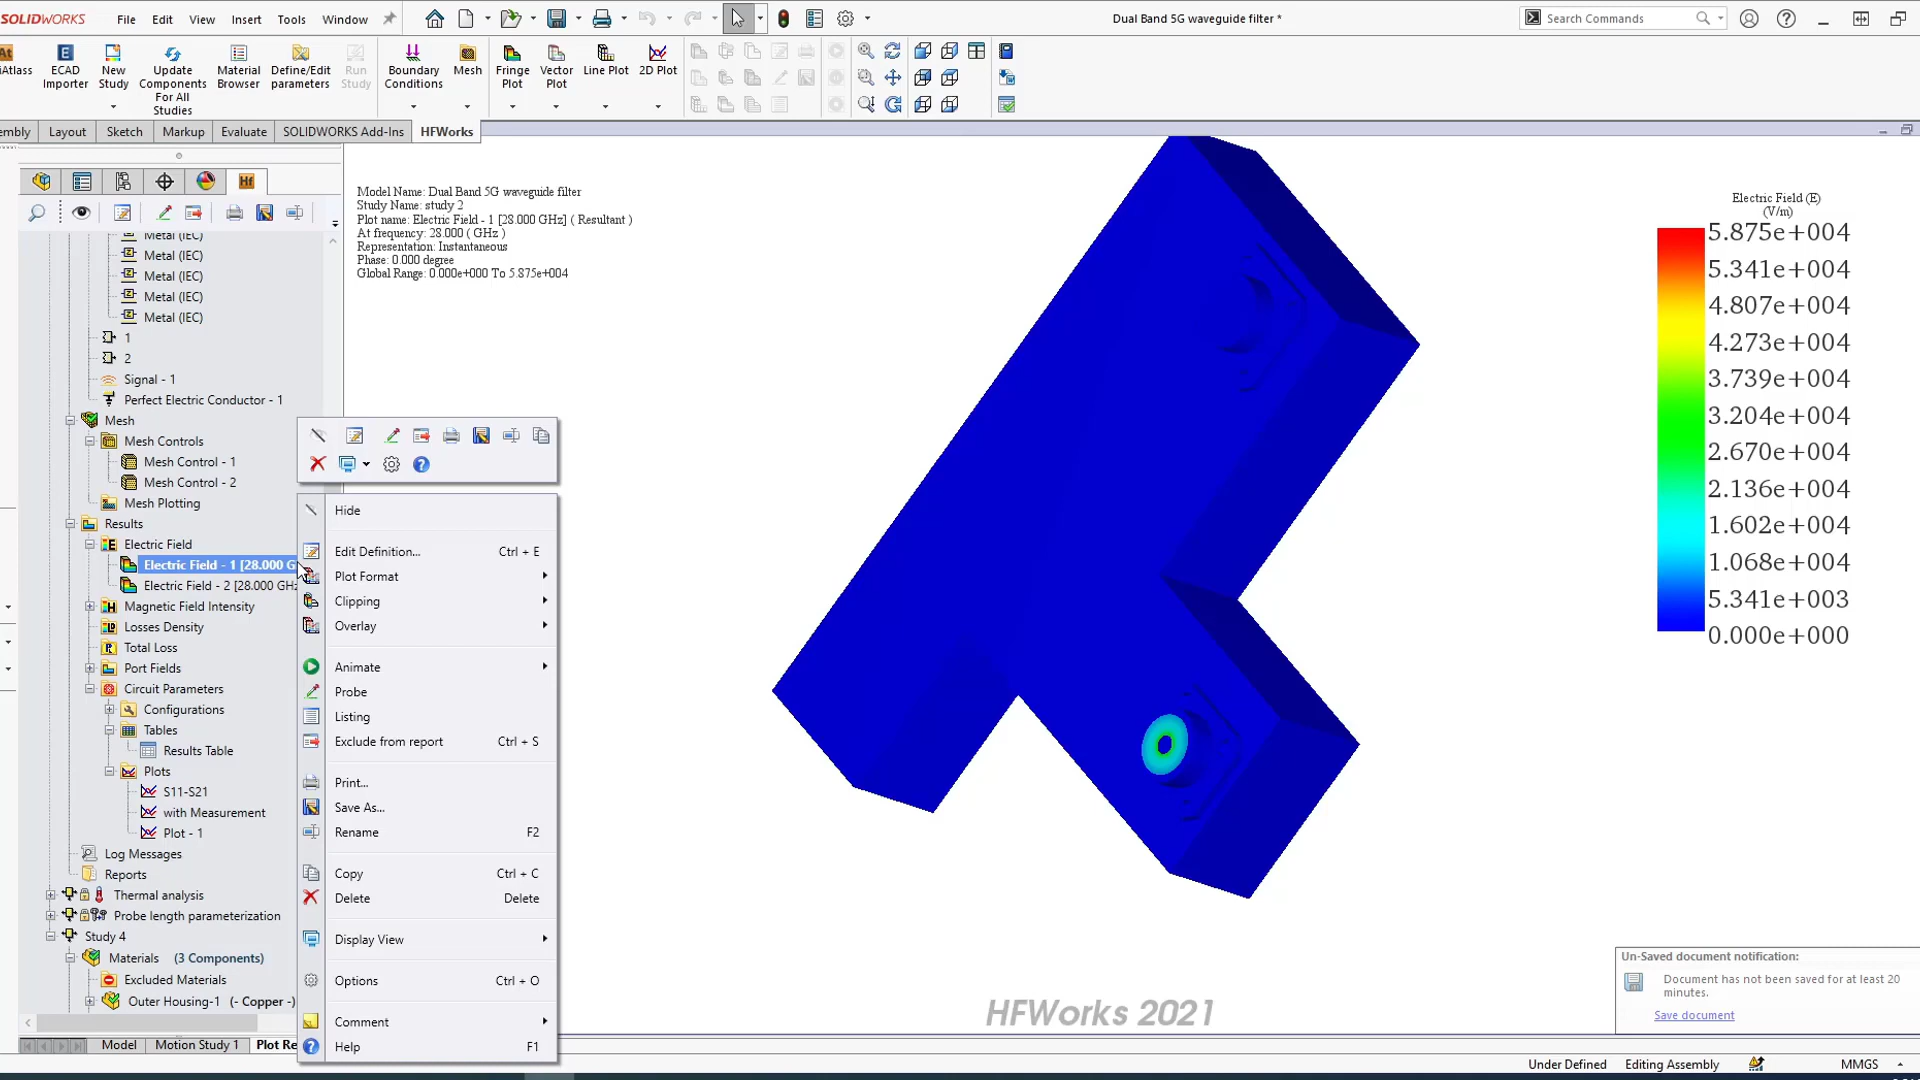 SOLIDWORKS
File
Edit
View
Insert
Tools
Window
Dual Band 5G waveguide filter *
Search Commands
ECAD Importer
New Study
Update Components For All Studies
Material Browser
Define/Edit parameters
Run Study
Boundary Conditions
Mesh
Fringe Plot
Vector Plot
Line Plot
2D Plot
Layout
Sketch
Markup
Evaluate
SOLIDWORKS Add-Ins
HFWorks
Metal (IEC)
Metal (IEC)
Metal (IEC)
Metal (IEC)
Metal (IEC)
1
2
Signal - 1
Perfect Electric Conductor - 1
Mesh
Mesh Controls
Mesh Control - 1
Mesh Control - 2
Mesh Plotting
Results
Electric Field
Electric Field - 1 [28.000 G
Electric Field - 2 [28.000 GHz
Magnetic Field Intensity
Losses Density
Total Loss
Port Fields
Circuit Parameters
Configurations
Tables
Results Table
Plots
S11-S21
with Measurement
Plot - 1
Log Messages
Reports
Thermal analysis
Probe length parameterization
Study 4
Materials (3 Components)
Excluded Materials
Outer Housing-1 (- Copper -)
Model
Motion Study 1
Plot Re
Hide
Edit Definition... Ctrl + E
Plot Format
Clipping
Overlay
Animate
Probe
Listing
Exclude from report Ctrl + S
Print...
Save As...
Rename F2
Copy Ctrl + C
Delete Delete
Display View
Options Ctrl + O
Comment
Help F1
Model Name: Dual Band 5G waveguide filter
Study Name: study 2
Plot name: Electric Field - 1 [28.000 GHz] ( Resultant )
At frequency: 28.000 ( GHz )
Representation: Instantaneous
Phase: 0.000 degree
Global Range: 0.000e+000 To 5.875e+004
Electric Field (E)
(V/m)
5.875e+004
5.341e+004
4.807e+004
4.273e+004
3.739e+004
3.204e+004
2.670e+004
2.136e+004
1.602e+004
1.068e+004
5.341e+003
0.000e+000
HFWorks 2021
Un-Saved document notification:
Document has not been saved for at least 20
minutes.
Save document
Under Defined
Editing Assembly
MMGS